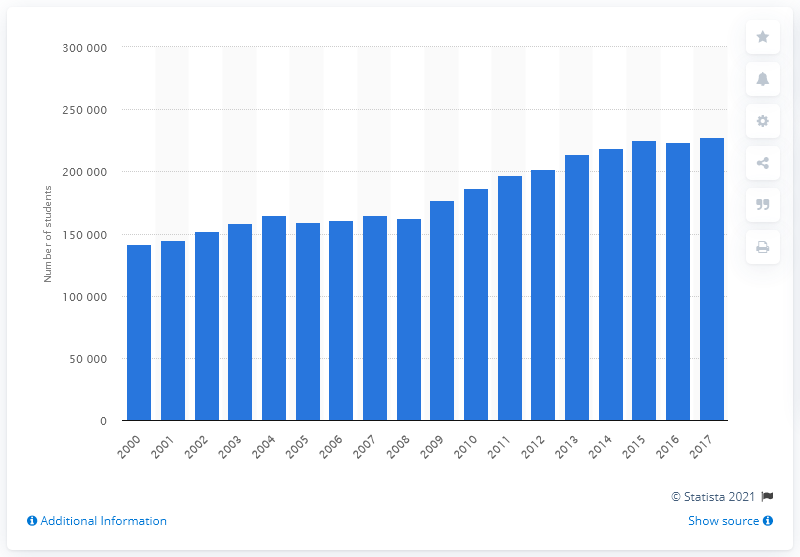 300 000
250 000
200 000
150 000
100 000
50 000
0
Number of students
2000 2001 2002 2003 2004 2005 2006 2007 2008 2009 2010 2011 2012 2013 2014 2015 2016 2017
© Statista 2021
Additional Information
Show source